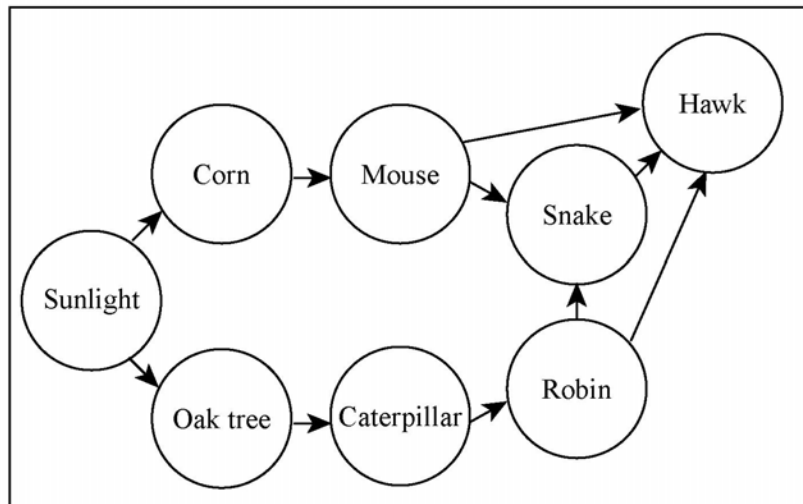 Hawk
Corn
Mouse
Snake
Sunlight
Oak tree
Caterpillar
Robin